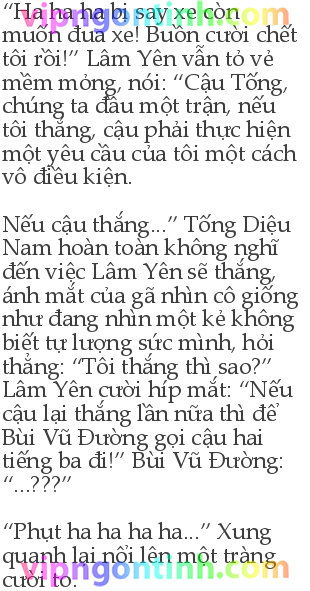 “Ha ha ha bị say xe còn
muốn đua xe! Buồn cười chết
tôi rồi!” Lâm Yên vẫn tỏ vẻ
mềm mỏng, nói: “Cậu Tống,
chúng ta đấu một trận, nếu
tôi thắng, cậu phải thực hiện
một yêu cầu của tôi một cách
vô điều kiện.
Nếu cậu thắng...” Tống Diệu
Nam hoàn toàn không nghĩ
đến việc Lâm Yên sẽ thắng,
ánh mắt của gã nhìn cô giống
như đang nhìn một kẻ không
biết tự lượng sức mình, hỏi
thẳng: “Tôi thắng thì sao?”
Lâm Yên cười híp mắt: “Nếu
cậu lại thắng lần nữa thì để
Bùi Vũ Đường gọi cậu hai
tiếng ba đi!” Bùi Vũ Đường:
“...???”
“Phụt ha ha ha ha...” Xung
quanh lại nổi lên một tràng
cười to.
vipngontinh.com
vipngontinh.com